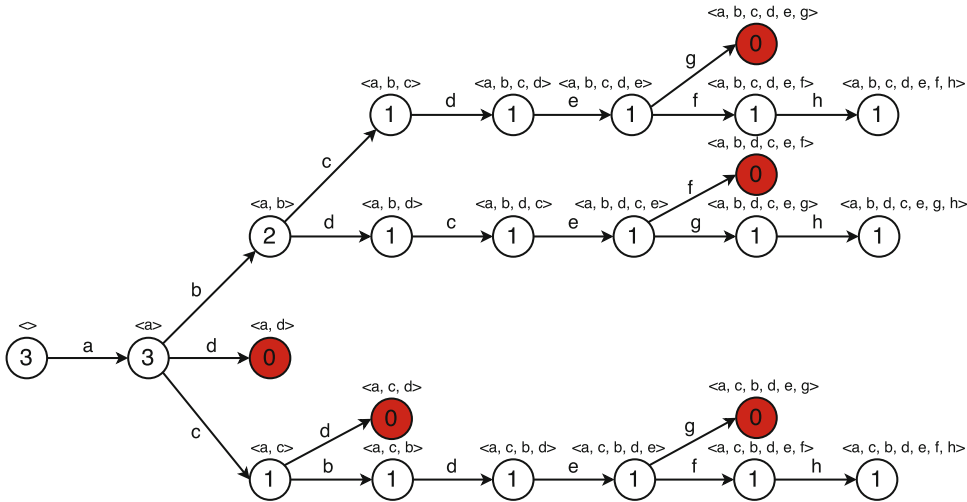 <a, b, c, d, e, g>
0
g
<a, b, c> <a, b, c, d> <a, b, c, d, e> <a, b, c, d, e, f> <a, b, c, d, e, f, h>
d e f h
1 1 1 1 1
<a, b, d, c, e, f>
c
0
f
<a, b> <a, b, d> <a, b, d, c> <a, b, d, c, e> <a, b, d, c, e, g> <a, b, d, c, e, g, h>
d c e g h
2 1 1 1 1 1
b
<> <a> <a, d>
a d
3 3 0
<a, c, d> <a, c, b, d, e, g>
0 0
c d g
<a, c> <a, c, b> <a, c, b, d> <a, c, b, d, e> <a, c, b, d, e, f> <a, c, b, d, e, f, h>
b d e f h
1 1 1 1 1 1